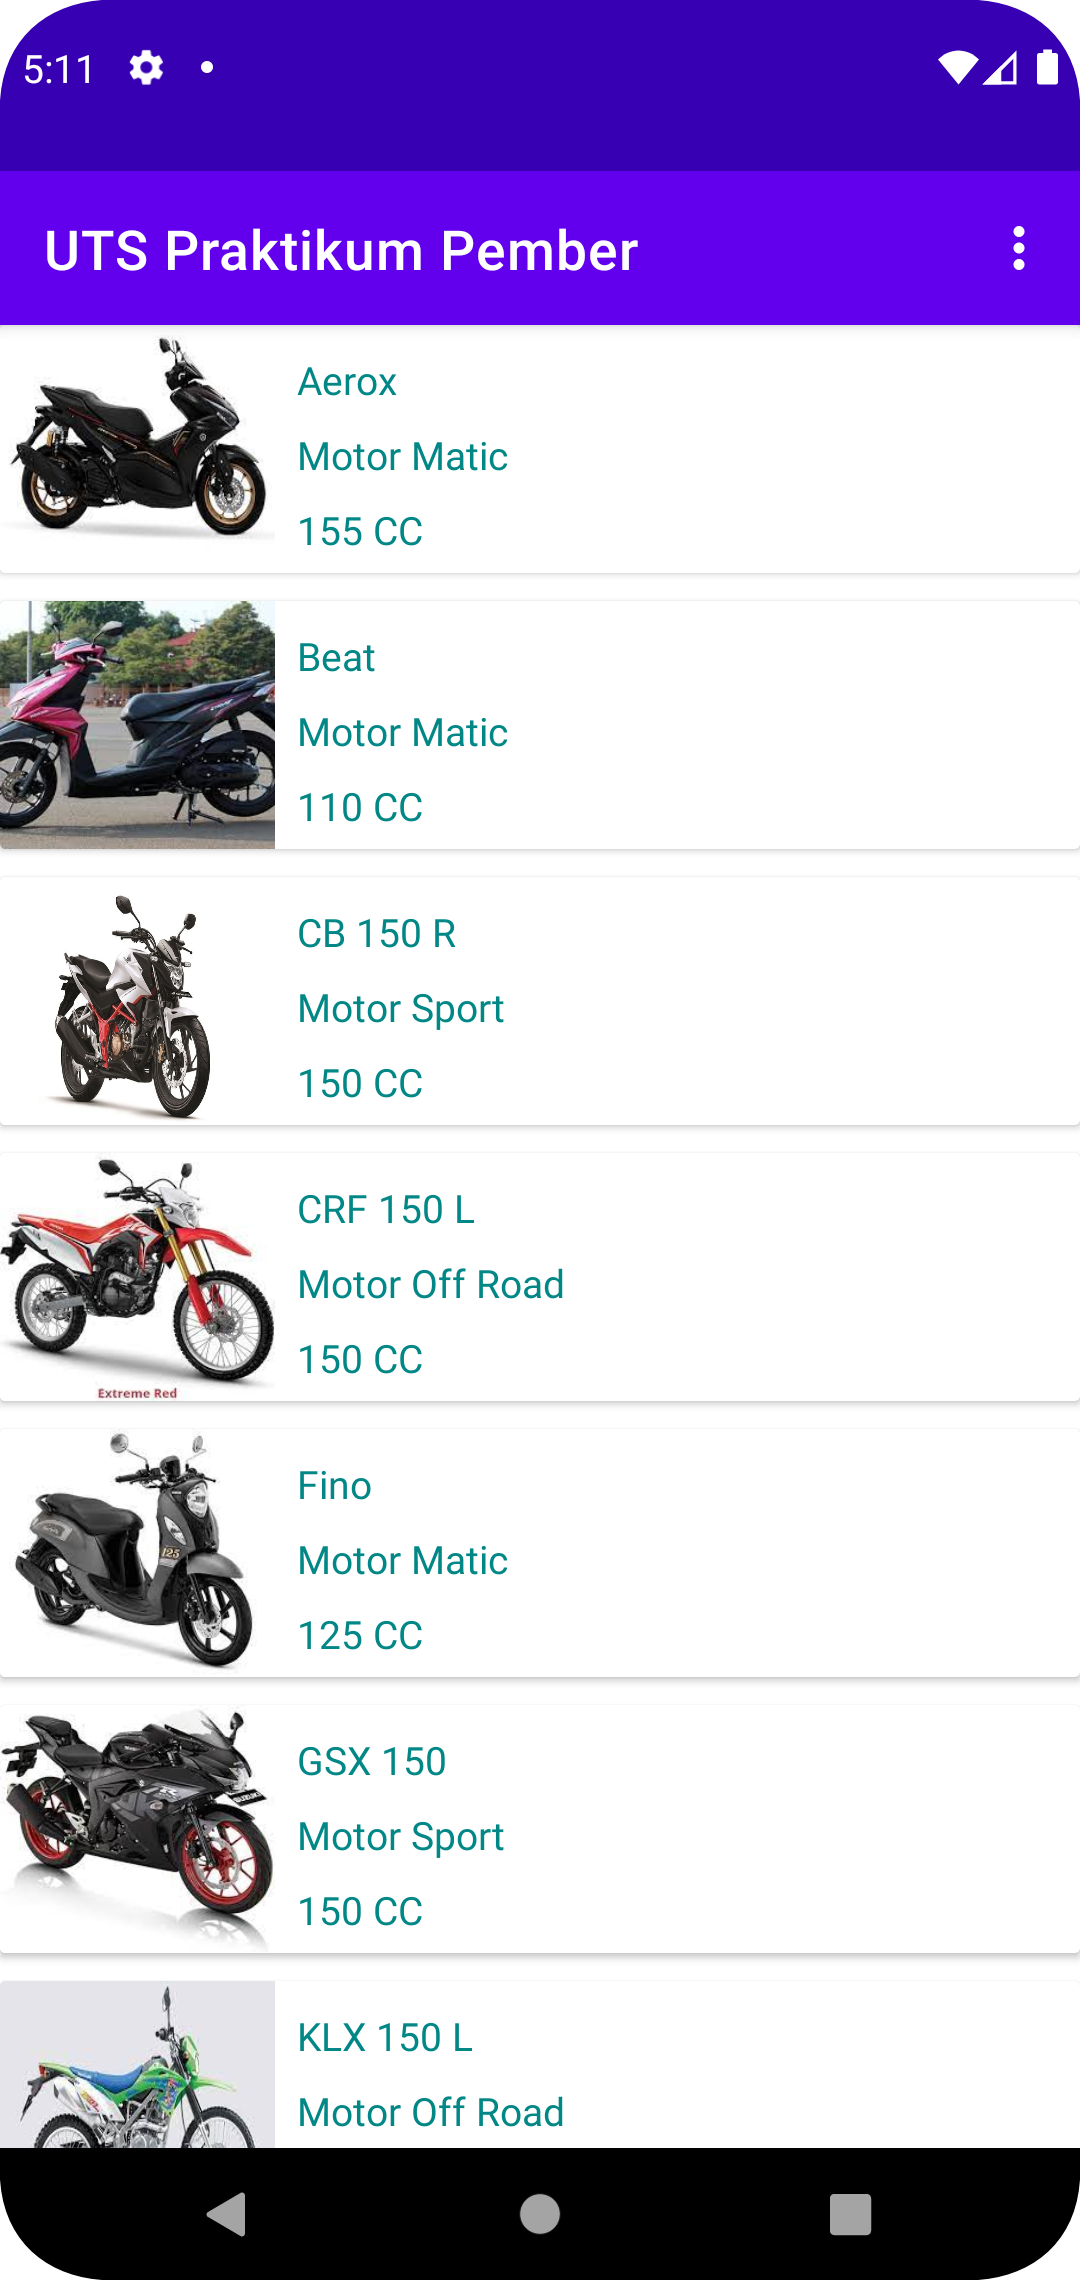 5:11
UTS Praktikum Pember
Aerox
Motor Matic
155 CC
Beat
Motor Matic
110 CC
CB 150 R
Motor Sport
150 CC
CRF 150 L
Motor Off Road
150 CC
Extreme Red
Fino
Motor Matic
125 CC
125
GSX 150
Motor Sport
150 CC
SUZUKI
KLX 150 L
Motor Off Road